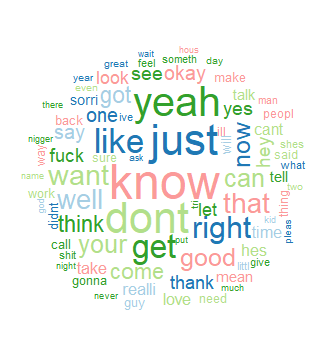 wait hous
great feel someth day
year look see okay make
even got yeah talk man
there sorri one ive yes peopl
back say like just ill will now hey cant shes
way fuck sure ask said what
nigger want know can tell
name work well that thing two
god didnt dont let kid
think your get put right time pleas
call shit come good hes littl give
night take realli thank mean much
gonna never guy love need